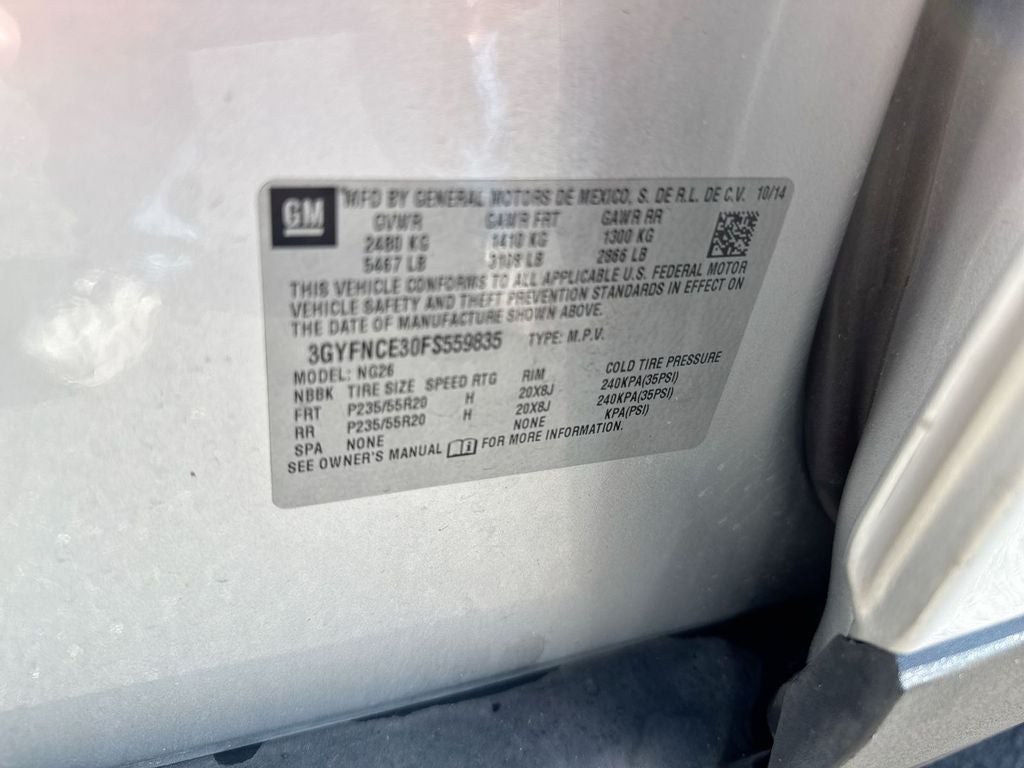 GM
MFD BY GENERAL MOTORS DE MEXICO, S. DE R.L. DE C.V. 10/14
GVWR GAWR FRT GAWR RR
2480 KG 1410 KG 1300 KG
5467 LB 3109 LB 2866 LB
THIS VEHICLE CONFORMS TO ALL APPLICABLE U.S. FEDERAL MOTOR
VEHICLE SAFETY AND THEFT PREVENTION STANDARDS IN EFFECT ON
THE DATE OF MANUFACTURE SHOWN ABOVE.
3GYFNCE30FS559835 TYPE: M.P.V.
MODEL: NG26
NBBK TIRE SIZE SPEED RTG RIM COLD TIRE PRESSURE
FRT P235/55R20 H 20X8J 240KPA(35PSI)
RR P235/55R20 H 20X8J 240KPA(35PSI)
SPA NONE NONE KPA(PSI)
SEE OWNER'S MANUAL FOR MORE INFORMATION.